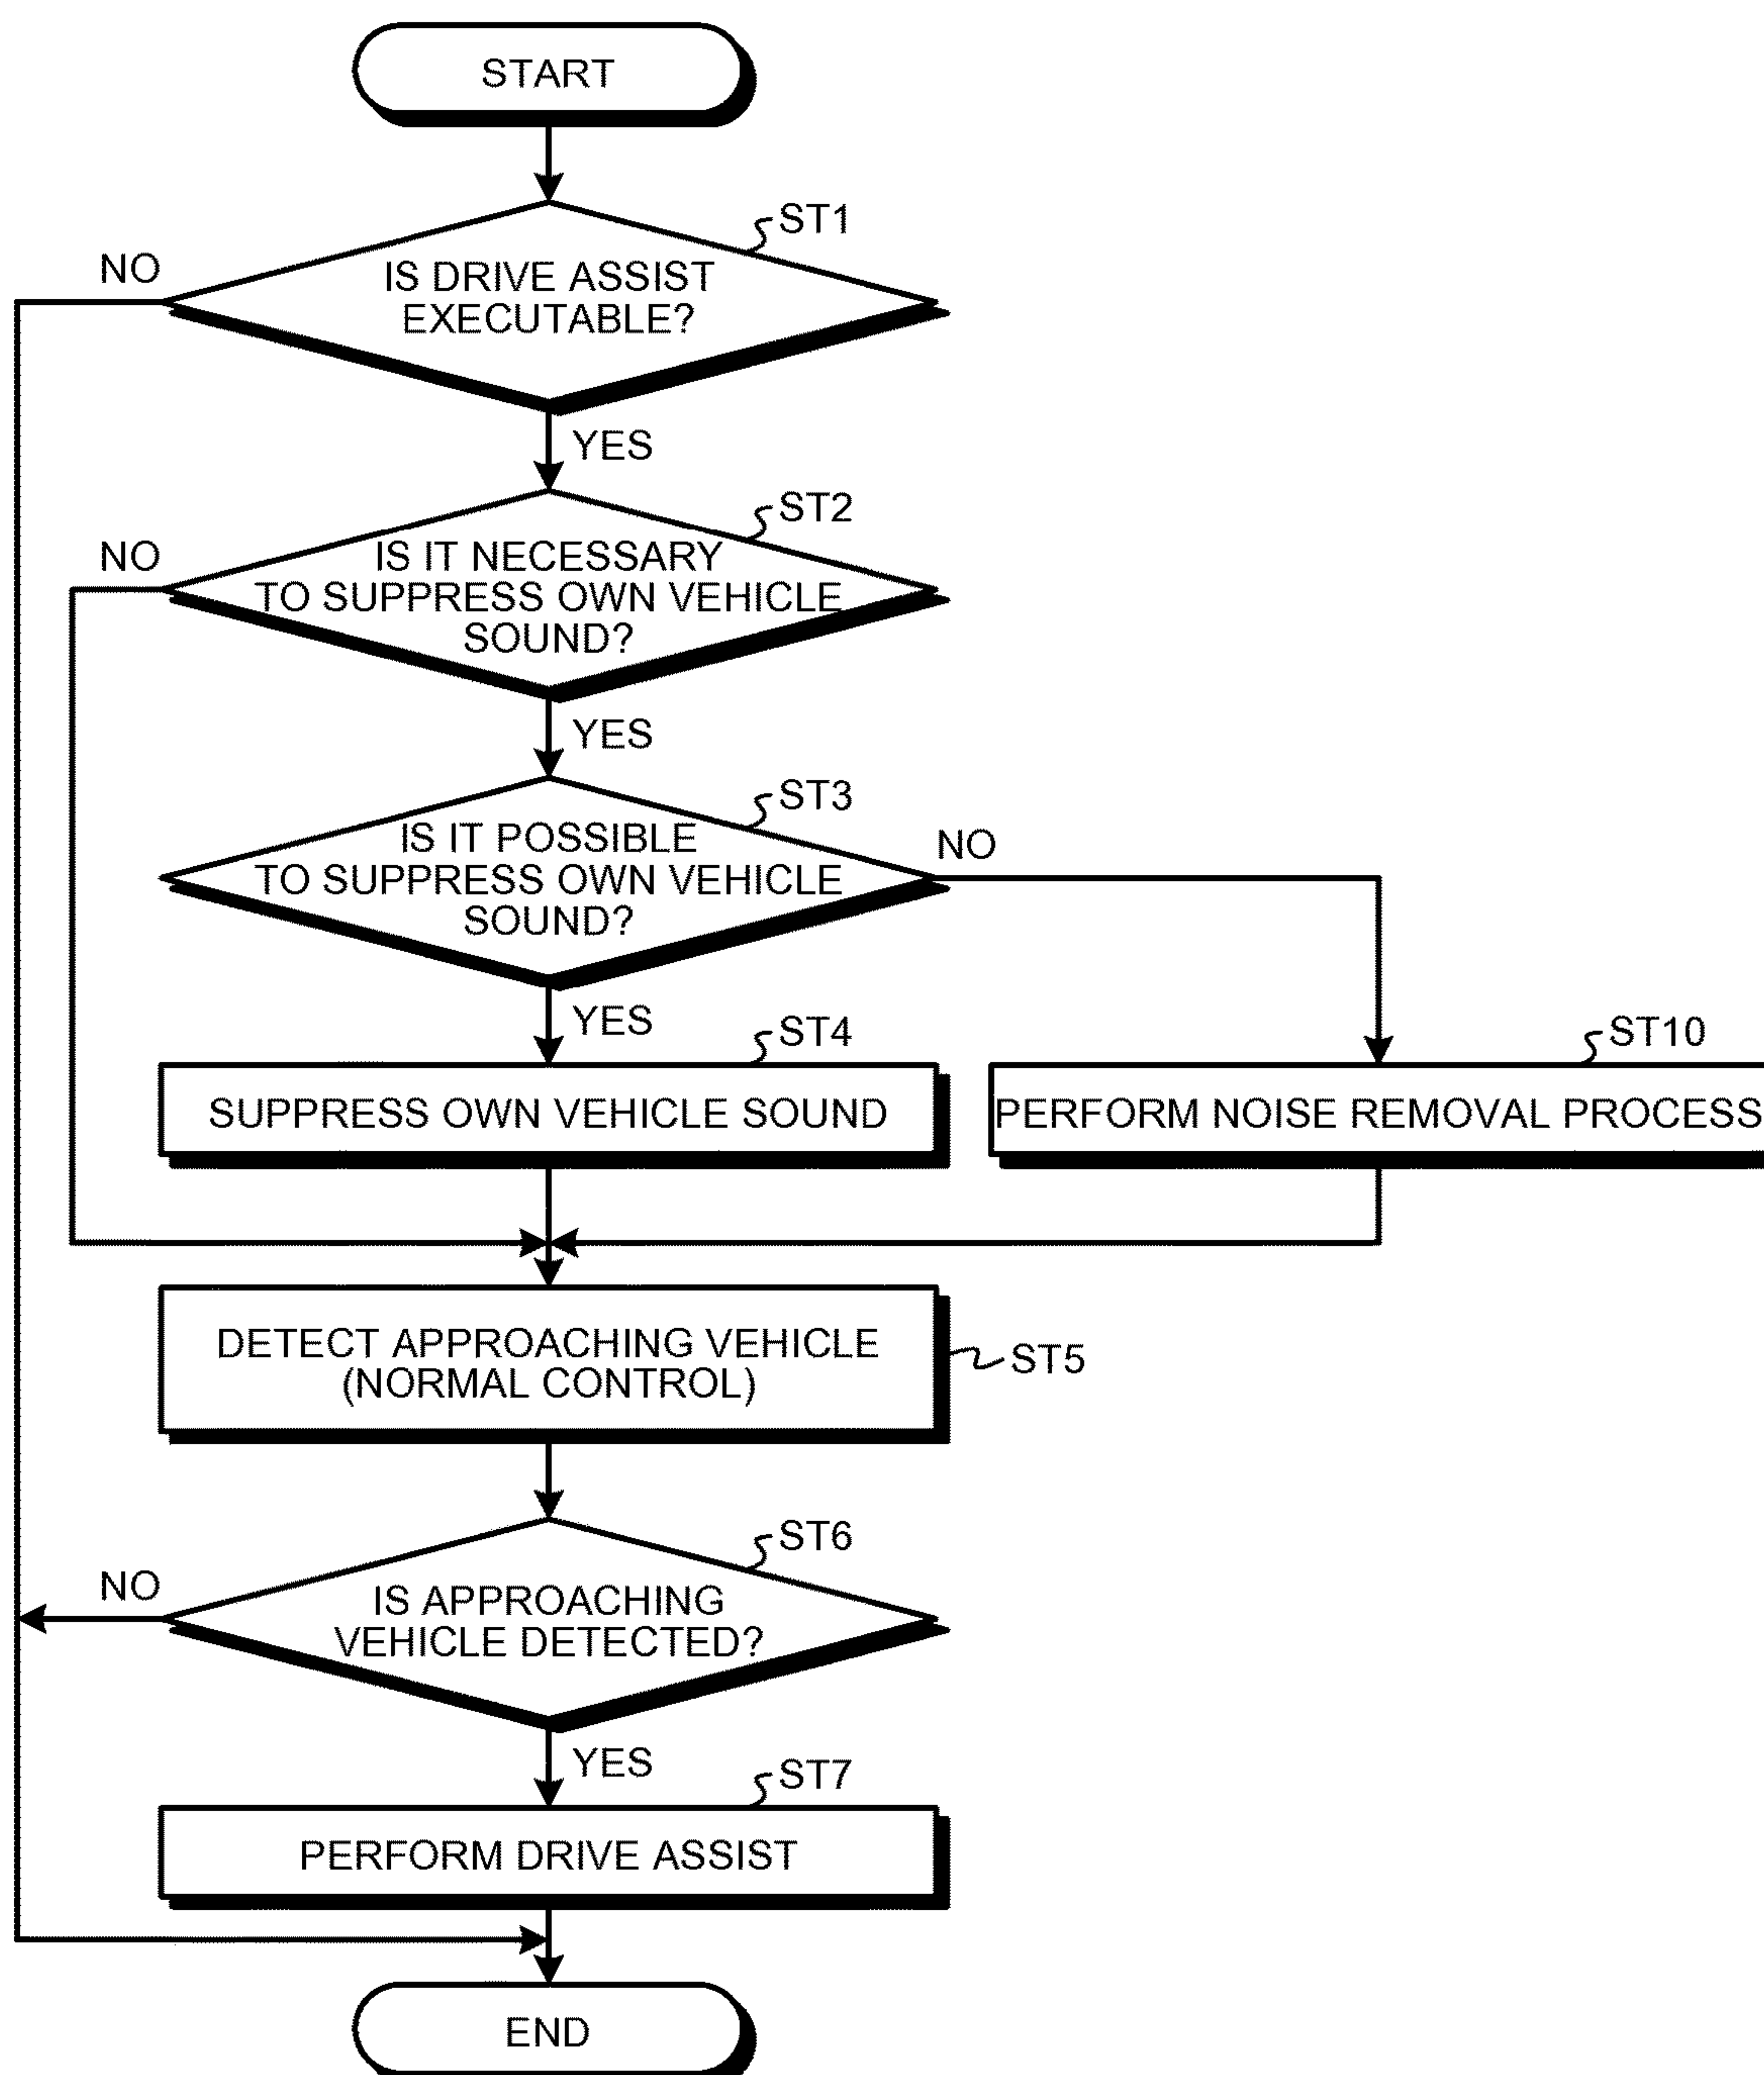 START
ST1
NO
IS DRIVE ASSIST
EXECUTABLE?
YES
ST2
NO
IS IT NECESSARY
TO SUPPRESS OWN VEHICLE
SOUND?
YES
ST3
IS IT POSSIBLE
TO SUPPRESS OWN VEHICLE
SOUND?
NO
YES
ST4
SUPPRESS OWN VEHICLE SOUND
ST10
PERFORM NOISE REMOVAL PROCESS
DETECT APPROACHING VEHICLE
(NORMAL CONTROL)
ST5
ST6
NO
IS APPROACHING
VEHICLE DETECTED?
YES
ST7
PERFORM DRIVE ASSIST
END